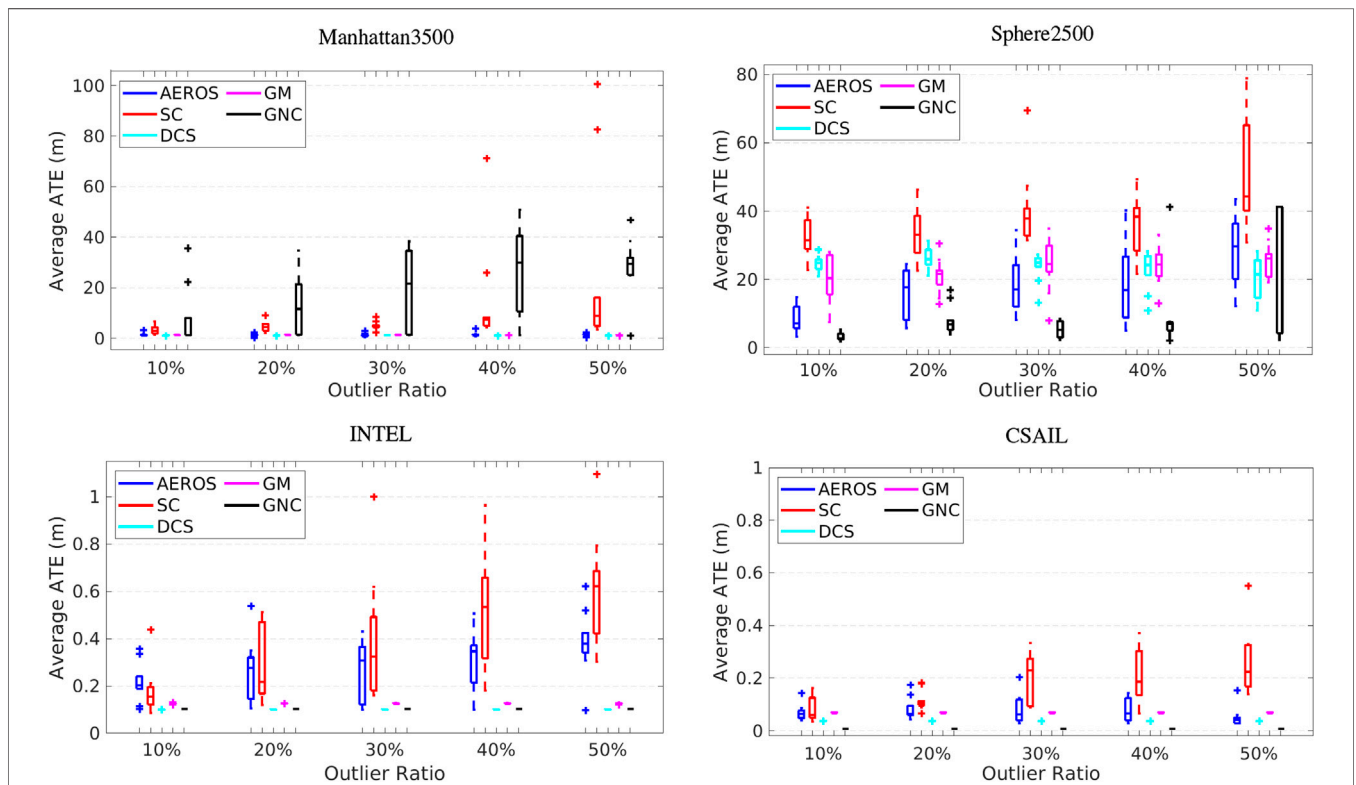 Manhattan3500
Average ATE (m)
100
80
60
40
20
0
AEROS
SC
DCS
GM
GNC
10% 20% 30% 40% 50%
Outlier Ratio
Sphere2500
Average ATE (m)
80
60
40
20
0
AEROS
SC
DCS
GM
GNC
10% 20% 30% 40% 50%
Outlier Ratio
INTEL
Average ATE (m)
1
0.8
0.6
0.4
0.2
0
AEROS
SC
DCS
GM
GNC
10% 20% 30% 40% 50%
Outlier Ratio
CSAIL
Average ATE (m)
1
0.8
0.6
0.4
0.2
0
AEROS
SC
DCS
GM
GNC
10% 20% 30% 40% 50%
Outlier Ratio